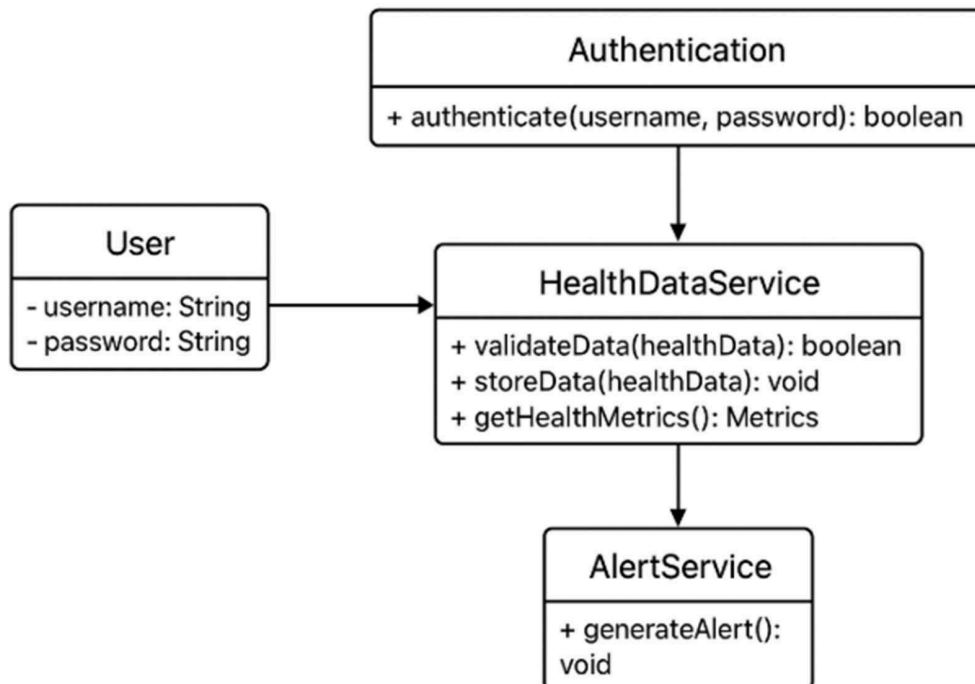 Authentication
+ authenticate(username, password): boolean
User
- username: String
- password: String
HealthDataService
+ validateData(healthData): boolean
+ storeData(healthData): void
+ getHealthMetrics(): Metrics
AlertService
+ generateAlert():
void